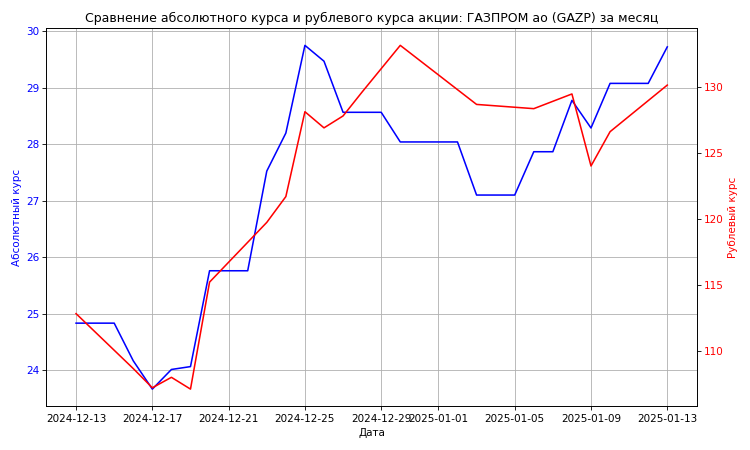 Сравнение абсолютного курса и рублевого курса акции: ГАЗПРОМ ао (GAZP) за месяц
30
29
28
27
26
25
24
Абсолютный курс
130
125
120
115
110
Рублевый курс
2024-12-13 2024-12-17 2024-12-21 2024-12-25 2024-12-29 2025-01-01 2025-01-05 2025-01-09 2025-01-13
Дата